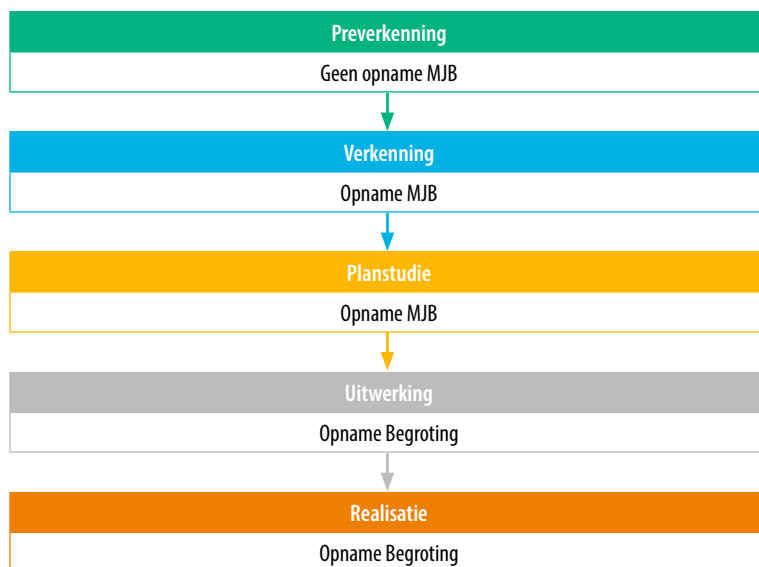 Preverkenning
Geen opname MJB
Verkenning
Opname MJB
Planstudie
Opname MJB
Uitwerking
Opname Begroting
Realisatie
Opname Begroting